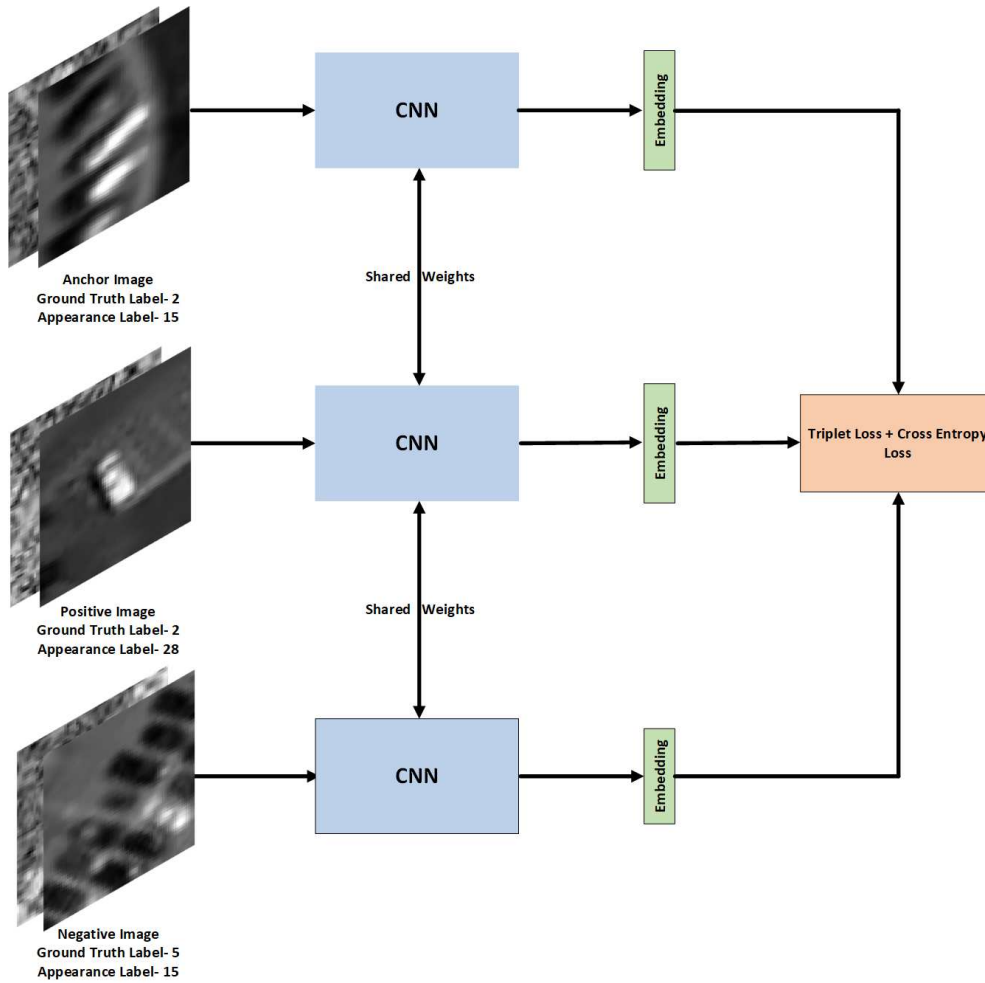 CNN
Embedding
Anchor Image
Ground Truth Label- 2
Appearance Label- 15
Shared Weights
CNN
Embedding
Triplet Loss + Cross Entropy
Loss
Positive Image
Ground Truth Label- 2
Appearance Label- 28
Shared Weights
CNN
Embedding
Negative Image
Ground Truth Label- 5
Appearance Label- 15